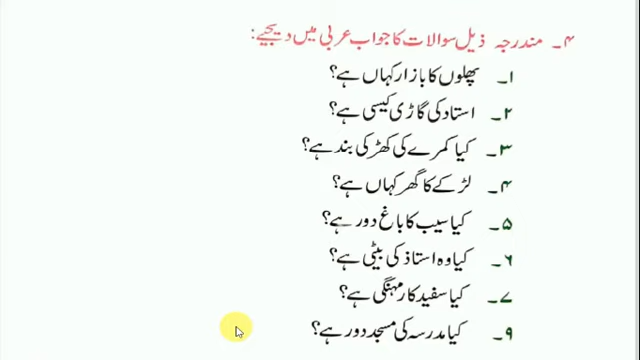 ۴۔ مندرجہ ذیل سوالات کا جواب عربی میں دیجیے:
۱۔ پھلوں کا بازار کہاں ہے؟
۲۔ استاد کی گاڑی کیسی ہے؟
۳۔ کیا کمرے کی کھڑکی بند ہے؟
۴۔ لڑکے کا گھر کہاں ہے؟
۵۔ کیا سیب کا باغ دور ہے؟
۶۔ کیا وہ استاذ کی بیٹی ہے؟
۷۔ کیا سفید کار مہنگی ہے؟
۹۔ کیا مدرسہ کی مسجد دور ہے؟